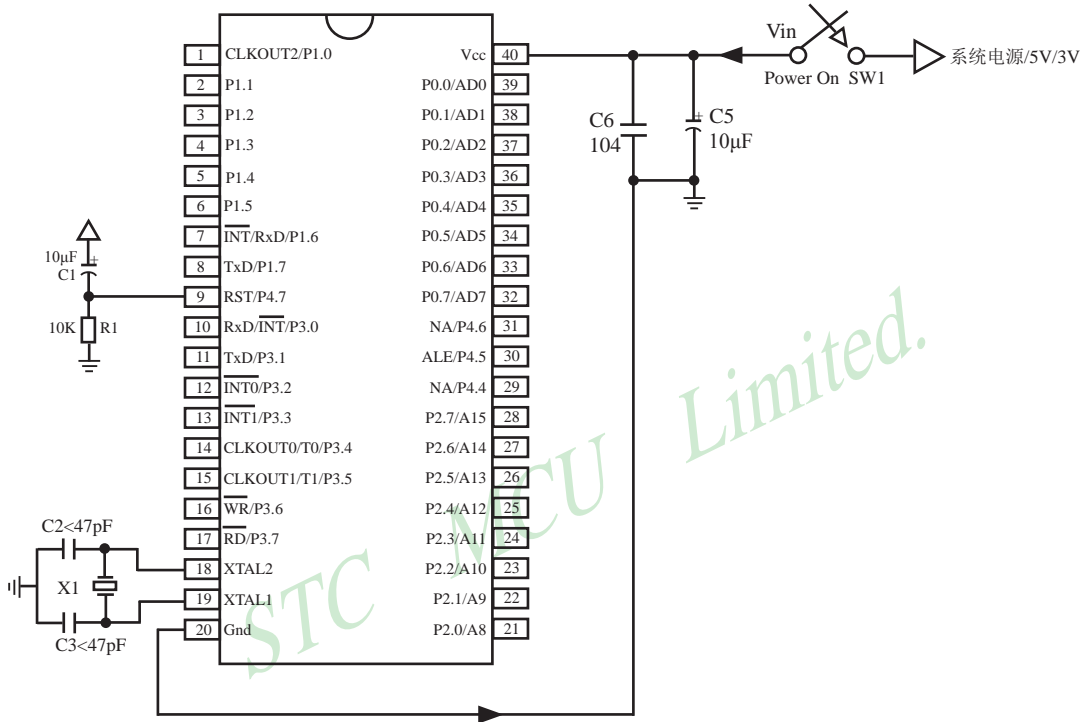 1 CLKOUT2/P1.0 Vcc 40
2 P1.1 P0.0/AD0 39
3 P1.2 P0.1/AD1 38
4 P1.3 P0.2/AD2 37
5 P1.4 P0.3/AD3 36
6 P1.5 P0.4/AD4 35
7 INT/RxD/P1.6 P0.5/AD5 34
8 TxD/P1.7 P0.6/AD6 33
9 RST/P4.7 P0.7/AD7 32
10 RxD/INT/P3.0 NA/P4.6 31
11 TxD/P3.1 ALE/P4.5 30
12 INT0/P3.2 NA/P4.4 29
13 INT1/P3.3 P2.7/A15 28
14 CLKOUT0/T0/P3.4 P2.6/A14 27
15 CLKOUT1/T1/P3.5 P2.5/A13 26
16 WR/P3.6 P2.4/A12 25
17 RD/P3.7 P2.3/A11 24
18 XTAL2 P2.2/A10 23
19 XTAL1 P2.1/A9 22
20 Gnd P2.0/A8 21
Vin
Power On SW1
系统电源/5V/3V
C6
104
+
C5
10μF
10μF
+
C1
10K R1
C2<47pF
X1
C3<47pF
STC MCU Limited.